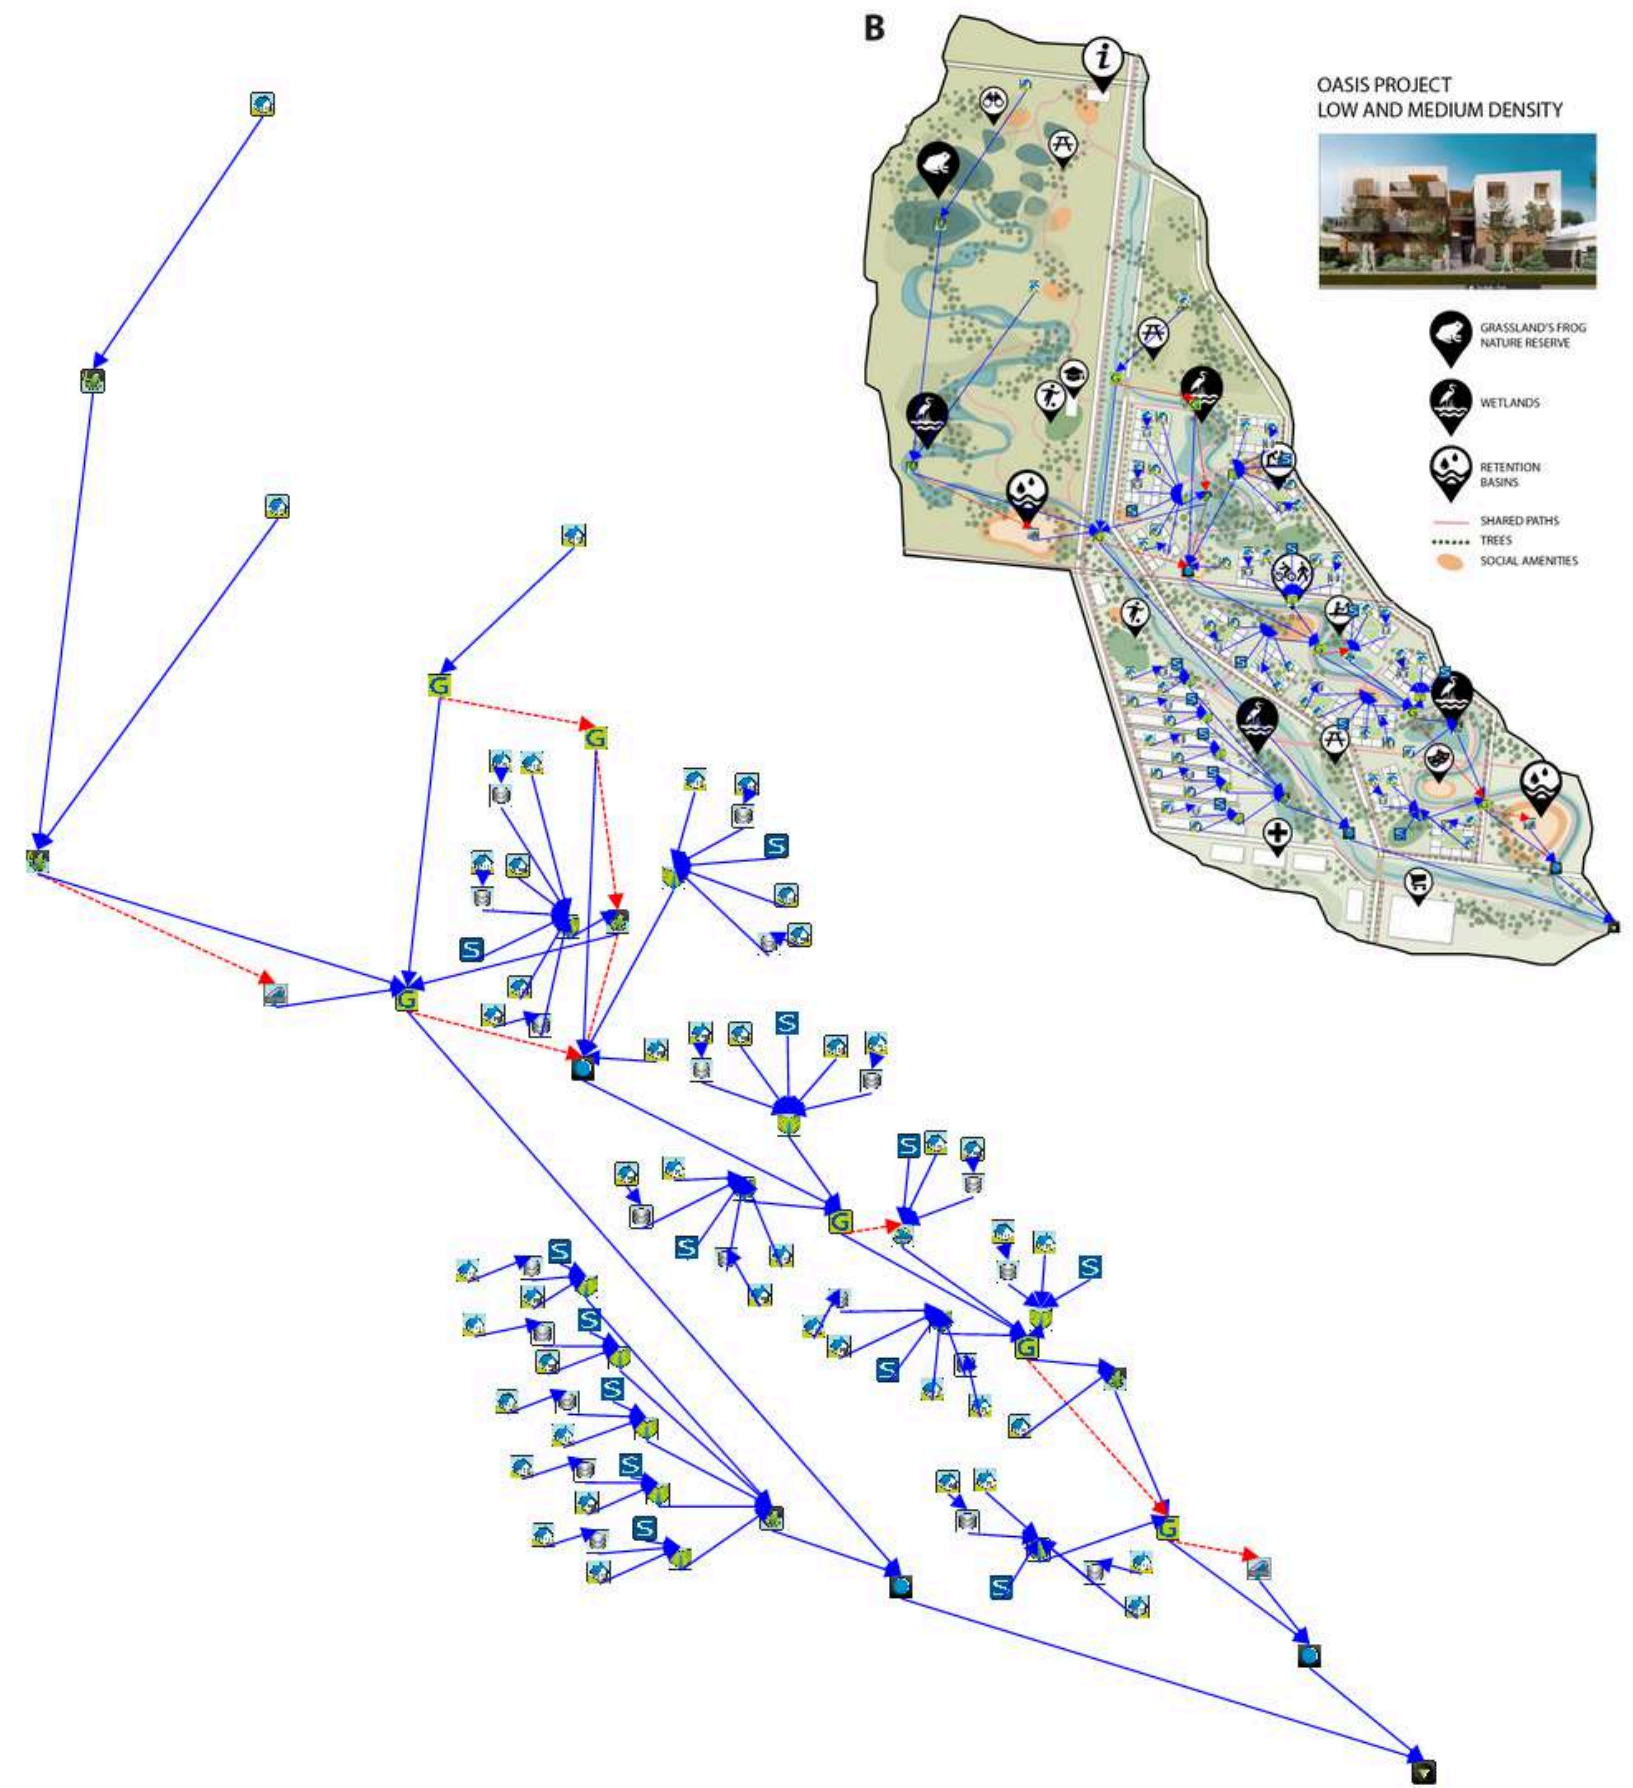 B
i
OASIS PROJECT
LOW AND MEDIUM DENSITY
GRASSLAND'S FROG
NATURE RESERVE
WETLANDS
RETENTION
BASINS
SHARED PATHS
TREES
SOCIAL AMENITIES
G
G
S
S
G
S
S
G
S
S
S
S
G
S
S
S
S
G
S